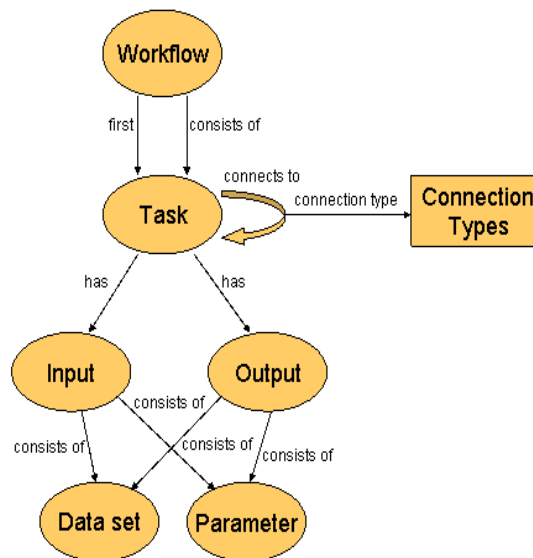 Workflow
first
consists of
connects to
Task
connection type
Connection
Types
has
has
Input
Output
consists of
consists of
consists of
consists of
Data set
Parameter